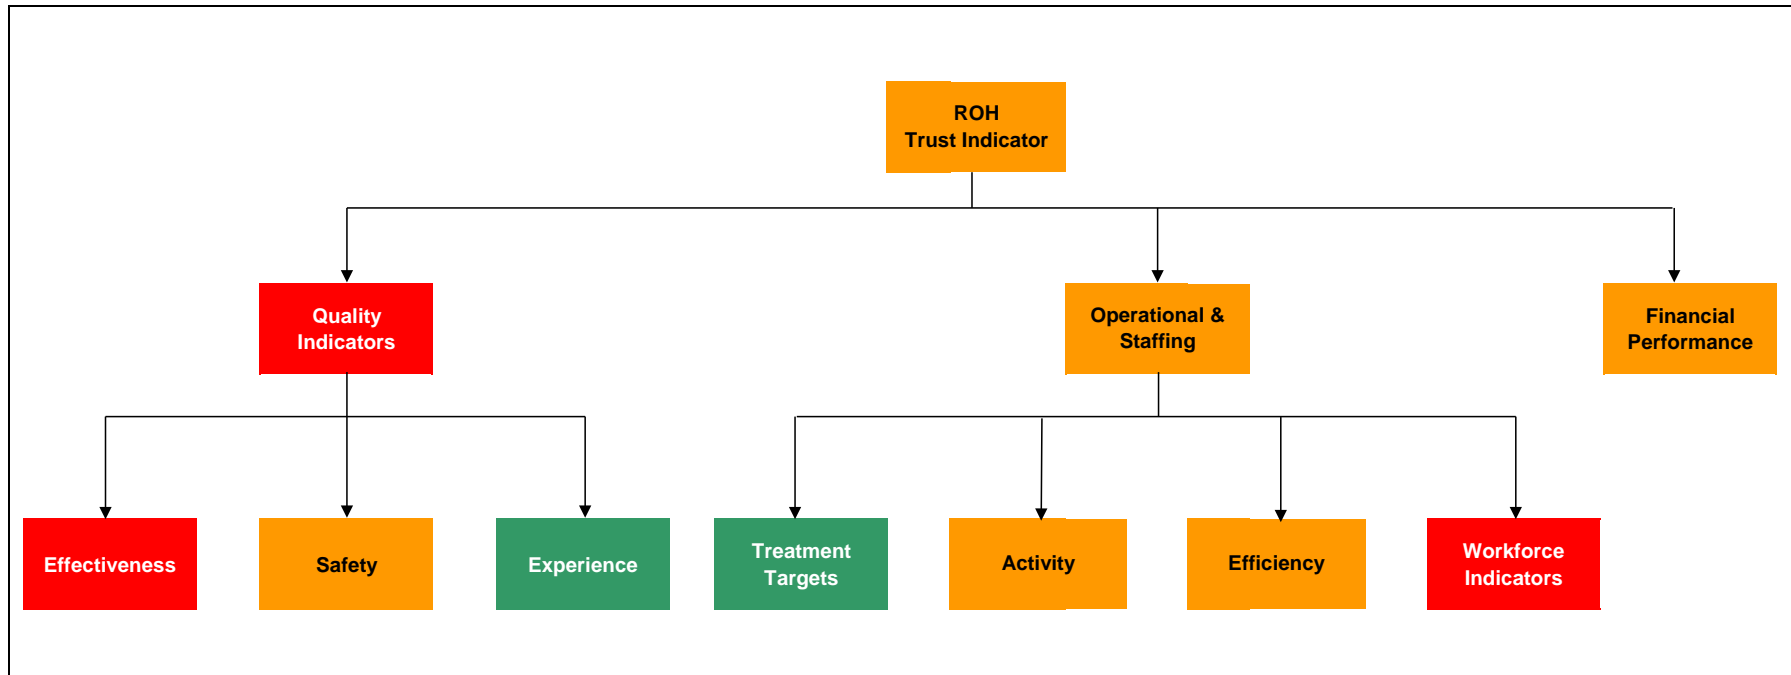 ROH
Trust Indicator
Quality
Indicators
Operational &
Staffing
Financial
Performance
Effectiveness
Safety
Experience
Treatment
Targets
Activity
Efficiency
Workforce
Indicators